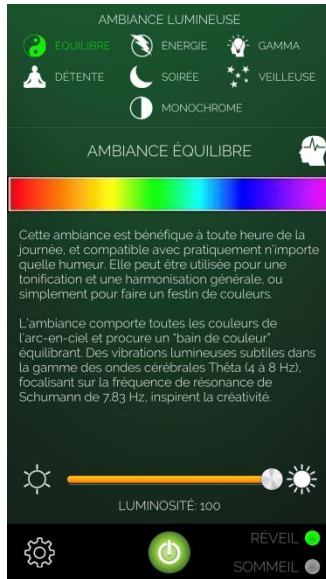 AMBIANCE LUMINEUSE
ÉQUILIBRE ÉNERGIE GAMMA
DÉTENTE SOIRÉE VEILLEUSE
MONOCHROME
AMBIANCE ÉQUILIBRE
Cette ambiance est bénéfique à toute heure de la
journée, et compatible avec pratiquement n'importe
quelle humeur. Elle peut être utilisée pour une
tonification et une harmonisation générale, ou
simplement pour faire un festin de couleurs.
L'ambiance comporte toutes les couleurs de
l'arc-en-ciel et procure un "bain de couleur"
équilibrant. Des vibrations lumineuses subtiles dans
la gamme des ondes cérébrales Thêta (4 à 8 Hz),
focalisant sur la fréquence de résonance de
Schumann de 7.83 Hz, inspirent la créativité.
LUMINOSITÉ: 100
RÉVEIL
SOMMEIL